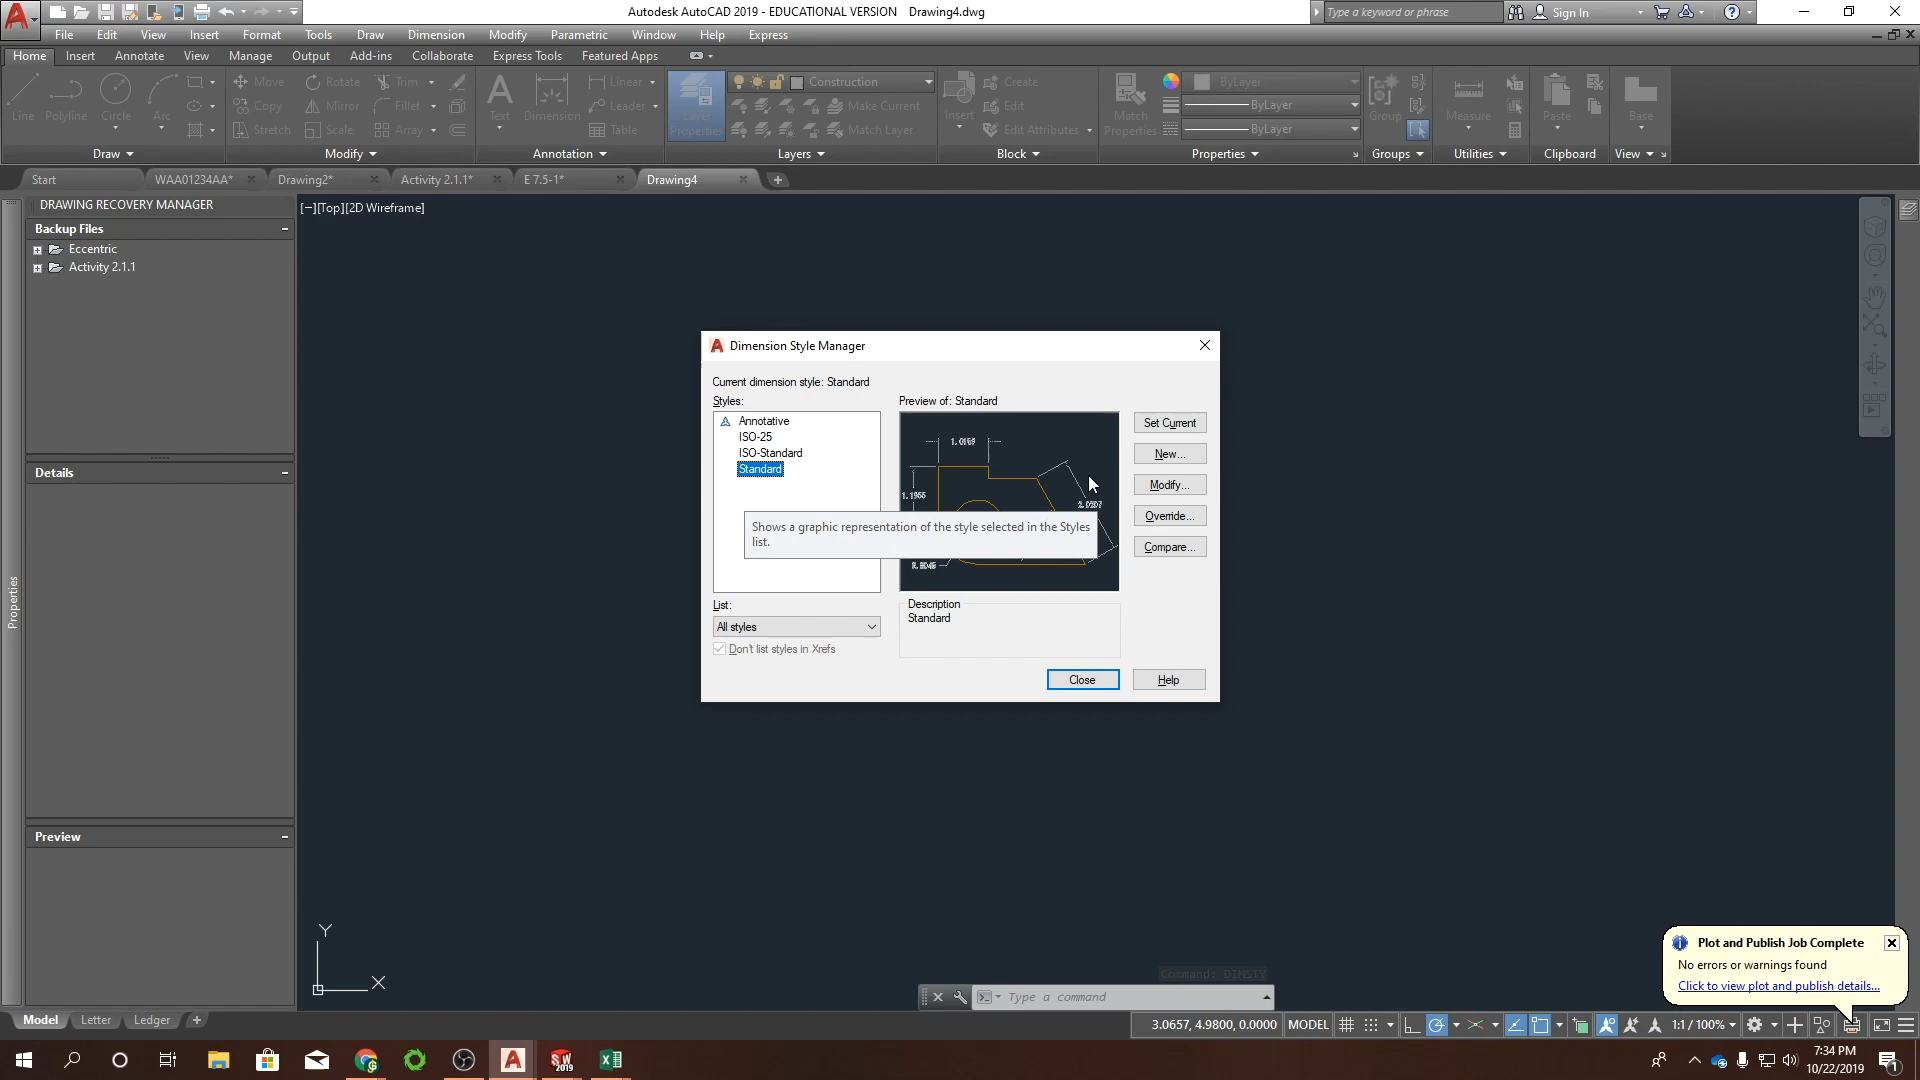 Autodesk AutoCAD 2019 - EDUCATIONAL VERSION Drawing4.dwg
Type a keyword or phrase
Sign In
File Edit View Insert Format Tools Draw Dimension Modify Parametric Window Help Express
Home Insert Annotate View Manage Output Add-ins Collaborate Express Tools Featured Apps
Line Polyline Circle Arc
Move Rotate Trim
Copy Mirror Fillet
Stretch Scale Array
Text Dimension
Linear
Leader
Table
Layer
Properties
Construction
Make Current
Match Layer
Insert
Create
Edit
Edit Attributes
Match
Properties
ByLayer
ByLayer
ByLayer
Group
Measure
Paste
Base
Draw Modify Annotation Layers Block Properties Groups Utilities Clipboard View
Start WAA01234AA* Drawing2* Activity 2.1.1* E 7.5-1* Drawing4
DRAWING RECOVERY MANAGER
Backup Files
Eccentric
Activity 2.1.1
Details
Preview
Properties
[−][Top][2D Wireframe]
Dimension Style Manager
Current dimension style: Standard
Styles:
Annotative
ISO-25
ISO-Standard
Standard
Preview of: Standard
1.0159
1.1955
Shows a graphic representation of the style selected in the Styles
list.
Set Current
New...
Modify...
Override...
Compare...
List:
All styles
Don't list styles in Xrefs
Description
Standard
Close
Help
Y
X
Command: DIMSTY
Type a command
Plot and Publish Job Complete
No errors or warnings found
Click to view plot and publish details...
Model Letter Ledger
3.0657, 4.9800, 0.0000 MODEL
1:1 / 100%
7:34 PM
10/22/2019